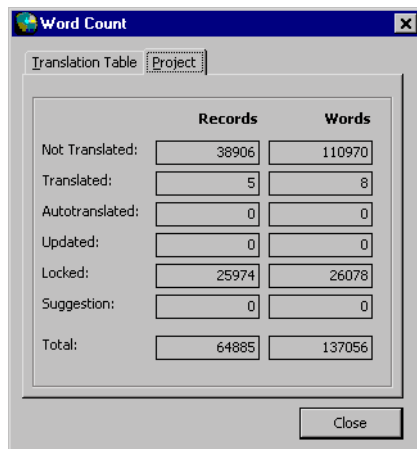 Word Count
Translation Table Project
Records Words
Not Translated: 38906 110970
Translated: 5 8
Autotranslated: 0 0
Updated: 0 0
Locked: 25974 26078
Suggestion: 0 0
Total: 64885 137056
Close